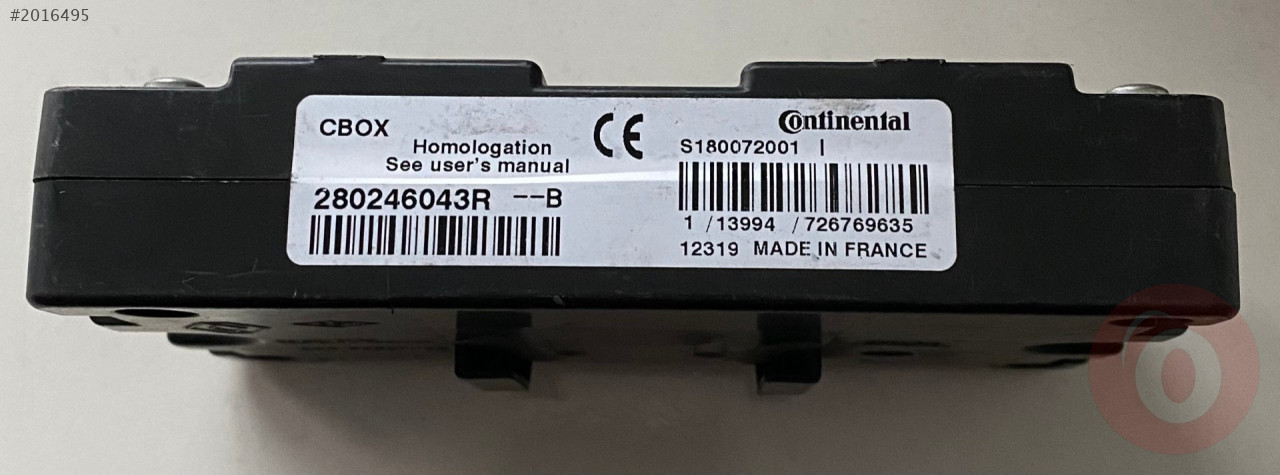 #2016495
CBOX
Homologation
See user's manual
280246043R --B
CE
Continental
S180072001 I
1 /13994 /726769635
12319 MADE IN FRANCE